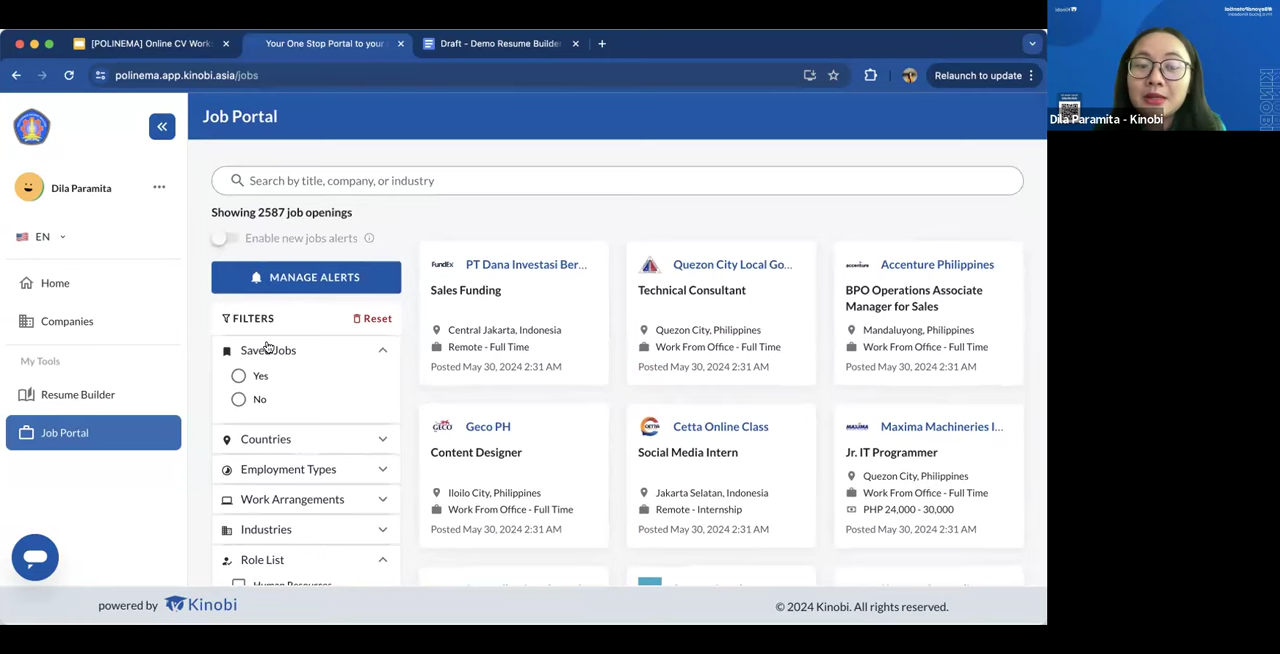 [POLINEMA] Online CV Work
Your One Stop Portal to your
Draft - Demo Resume Builder
polinema.app.kinobi.asia/jobs
Relaunch to update
Dila Paramita - Kinobi
Job Portal
Dila Paramita
EN
Home
Companies
My Tools
Resume Builder
Job Portal
Search by title, company, or industry
Showing 2587 job openings
Enable new jobs alerts
MANAGE ALERTS
FILTERS
Reset
Saved Jobs
Yes
No
Countries
Employment Types
Work Arrangements
Industries
Role List
Human Resources
FundEx
PT Dana Investasi Ber...
Sales Funding
Central Jakarta, Indonesia
Remote - Full Time
Posted May 30, 2024 2:31 AM
Quezon City Local Go...
Technical Consultant
Quezon City, Philippines
Work From Office - Full Time
Posted May 30, 2024 2:31 AM
accenture
Accenture Philippines
BPO Operations Associate
Manager for Sales
Mandaluyong, Philippines
Work From Office - Full Time
Posted May 30, 2024 2:31 AM
GECO
Geco PH
Content Designer
Iloilo City, Philippines
Work From Office - Full Time
Posted May 30, 2024 2:31 AM
CETTA
Cetta Online Class
Social Media Intern
Jakarta Selatan, Indonesia
Remote - Internship
Posted May 30, 2024 2:31 AM
MAXIMA
Maxima Machineries I...
Jr. IT Programmer
Quezon City, Philippines
Work From Office - Full Time
PHP 24,000 - 30,000
Posted May 30, 2024 2:31 AM
powered by Kinobi
© 2024 Kinobi. All rights reserved.
KINOBI